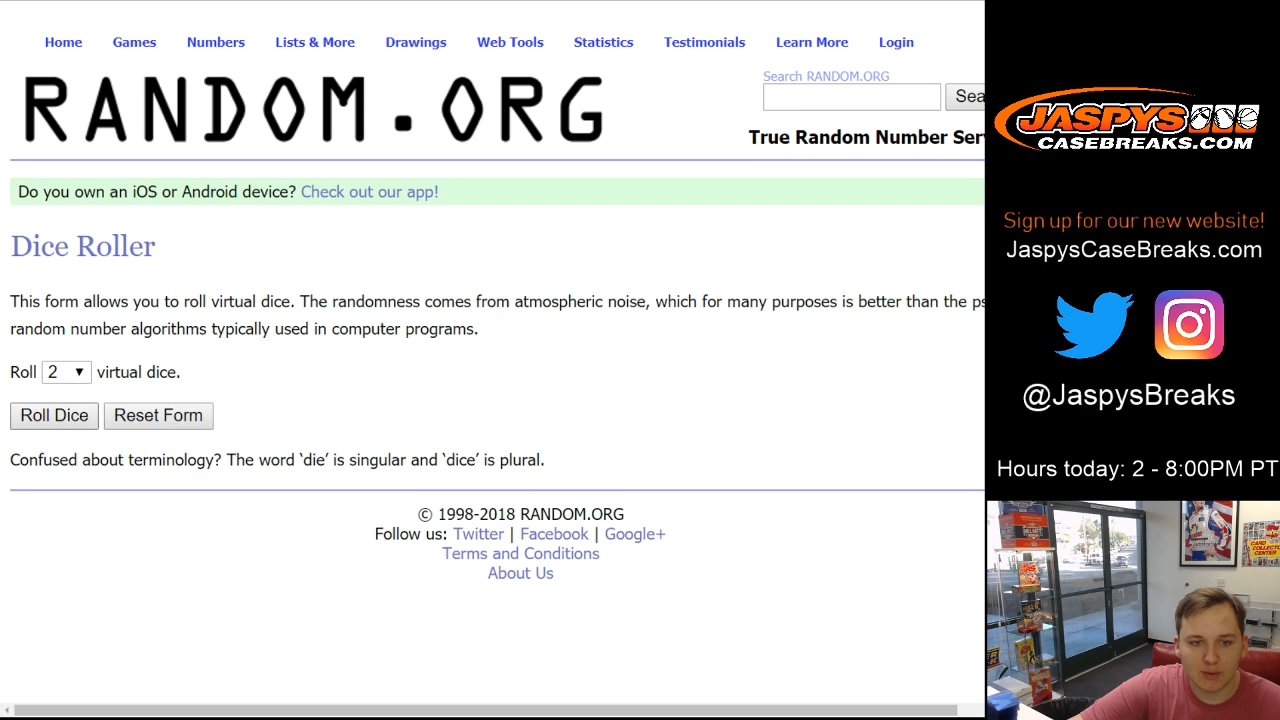 Home Games Numbers Lists & More Drawings Web Tools Statistics Testimonials Learn More Login
RANDOM.ORG
Search RANDOM.ORG
Sea
True Random Number Ser
Do you own an iOS or Android device? Check out our app!
Dice Roller
This form allows you to roll virtual dice. The randomness comes from atmospheric noise, which for many purposes is better than the ps
random number algorithms typically used in computer programs.
Roll 2 virtual dice.
Roll Dice Reset Form
Confused about terminology? The word ‘die’ is singular and ‘dice’ is plural.
© 1998-2018 RANDOM.ORG
Follow us: Twitter | Facebook | Google+
Terms and Conditions
About Us
JASPYS
CASEBREAKS.COM
Sign up for our new website!
JaspysCaseBreaks.com
@JaspysBreaks
Hours today: 2 - 8:00PM PT
CARD
COLLECTO
CENTER